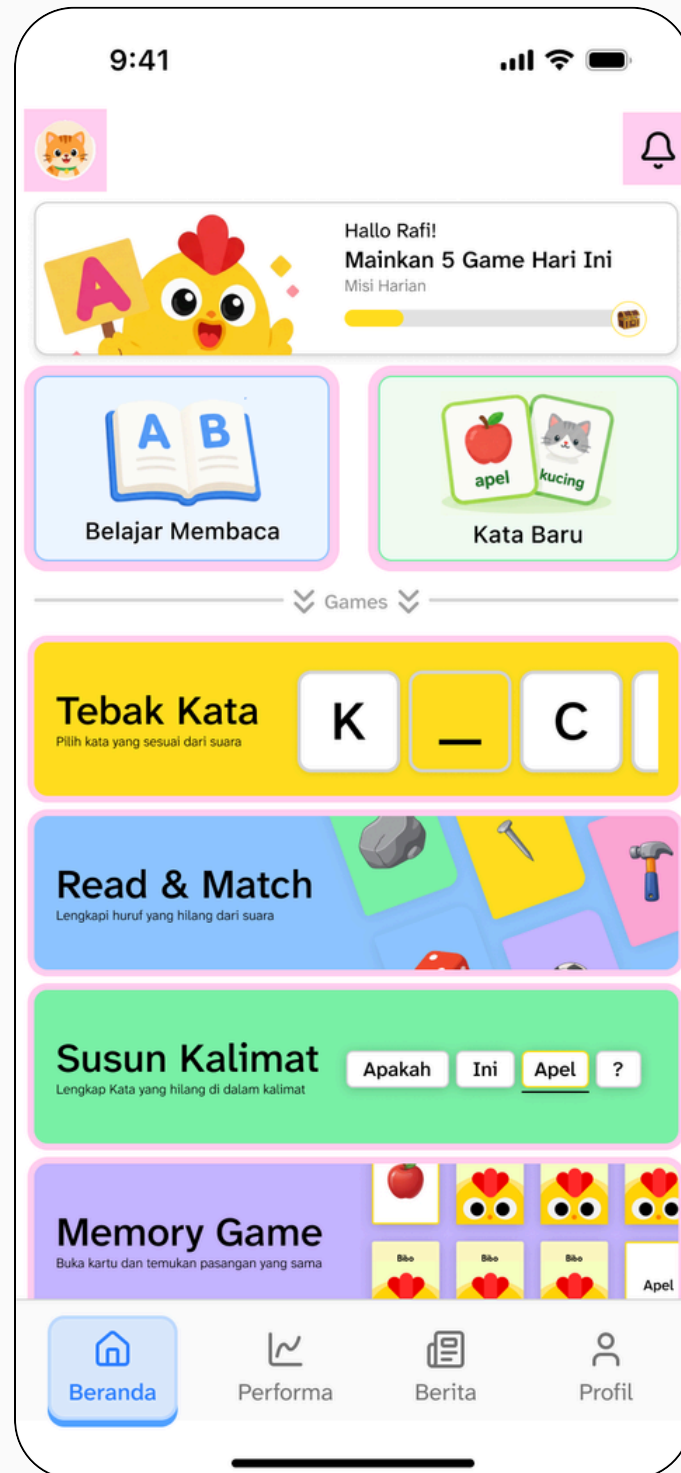 9:41
A
Hallo Rafi!
Mainkan 5 Game Hari Ini
Misi Harian
A B
Belajar Membaca
apel
kucing
Kata Baru
Games
Tebak Kata
Pilih kata yang sesuai dari suara
K _ C
Read & Match
Lengkapi huruf yang hilang dari suara
Susun Kalimat
Lengkap Kata yang hilang di dalam kalimat
Apakah Ini Apel ?
Memory Game
Buka kartu dan temukan pasangan yang sama
Bibo Bibo Bibo
Apel
Beranda Performa Berita Profil